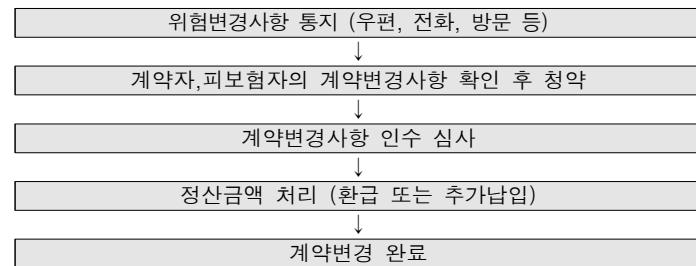 위험변경사항 통지 (우편, 전화, 방문 등)
↓
계약자,피보험자의 계약변경사항 확인 후 청약
↓
계약변경사항 인수 심사
↓
정산금액 처리 (환급 또는 추가납입)
↓
계약변경 완료